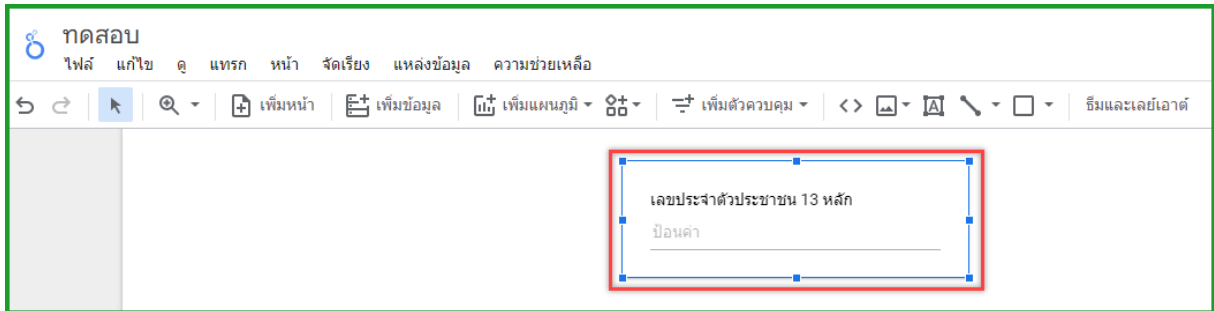 ทดสอบ
ไฟล์ แก้ไข ดู แทรก หน้า จัดเรียง แหล่งข้อมูล ความช่วยเหลือ
เพิ่มหน้า เพิ่มข้อมูล เพิ่มแผนภูมิ เพิ่มตัวควบคุม ธีมและเลย์เอาต์
เลขประจำตัวประชาชน 13 หลัก
ป้อนค่า